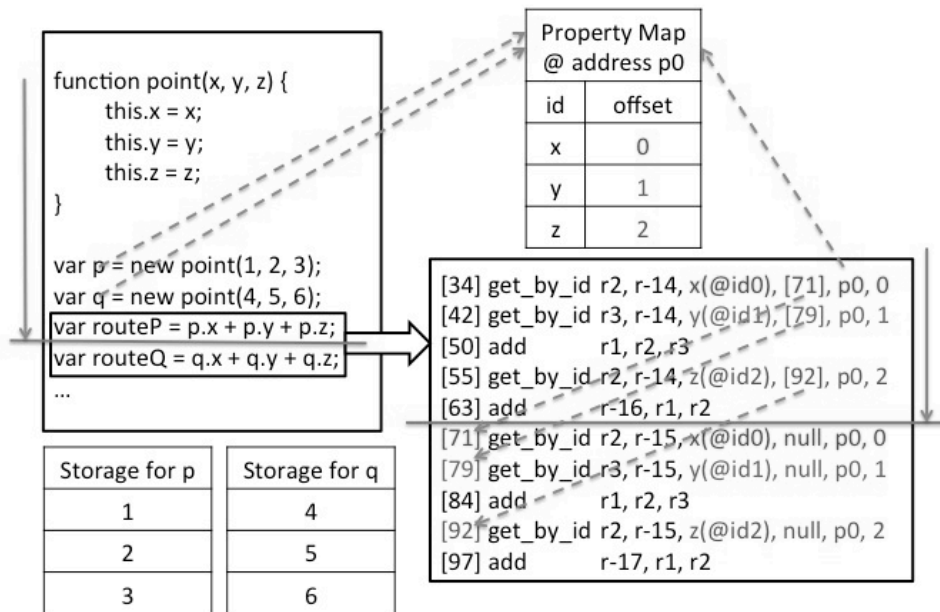 function point(x, y, z) {
this.x = x;
this.y = y;
this.z = z;
}
var p = new point(1, 2, 3);
var q = new point(4, 5, 6);
var routeP = p.x + p.y + p.z;
var routeQ = q.x + q.y + q.z;
...
Property Map
@ address p0
id offset
x 0
y 1
z 2
[34] get_by_id r2, r-14, x(@id0), [71], p0, 0
[42] get_by_id r3, r-14, y(@id1), [79], p0, 1
[50] add r1, r2, r3
[55] get_by_id r2, r-14, z(@id2), [92], p0, 2
[63] add r-16, r1, r2
[71] get_by_id r2, r-15, x(@id0), null, p0, 0
[79] get_by_id r3, r-15, y(@id1), null, p0, 1
[84] add r1, r2, r3
[92] get_by_id r2, r-15, z(@id2), null, p0, 2
[97] add r-17, r1, r2
Storage for p
1
2
3
Storage for q
4
5
6